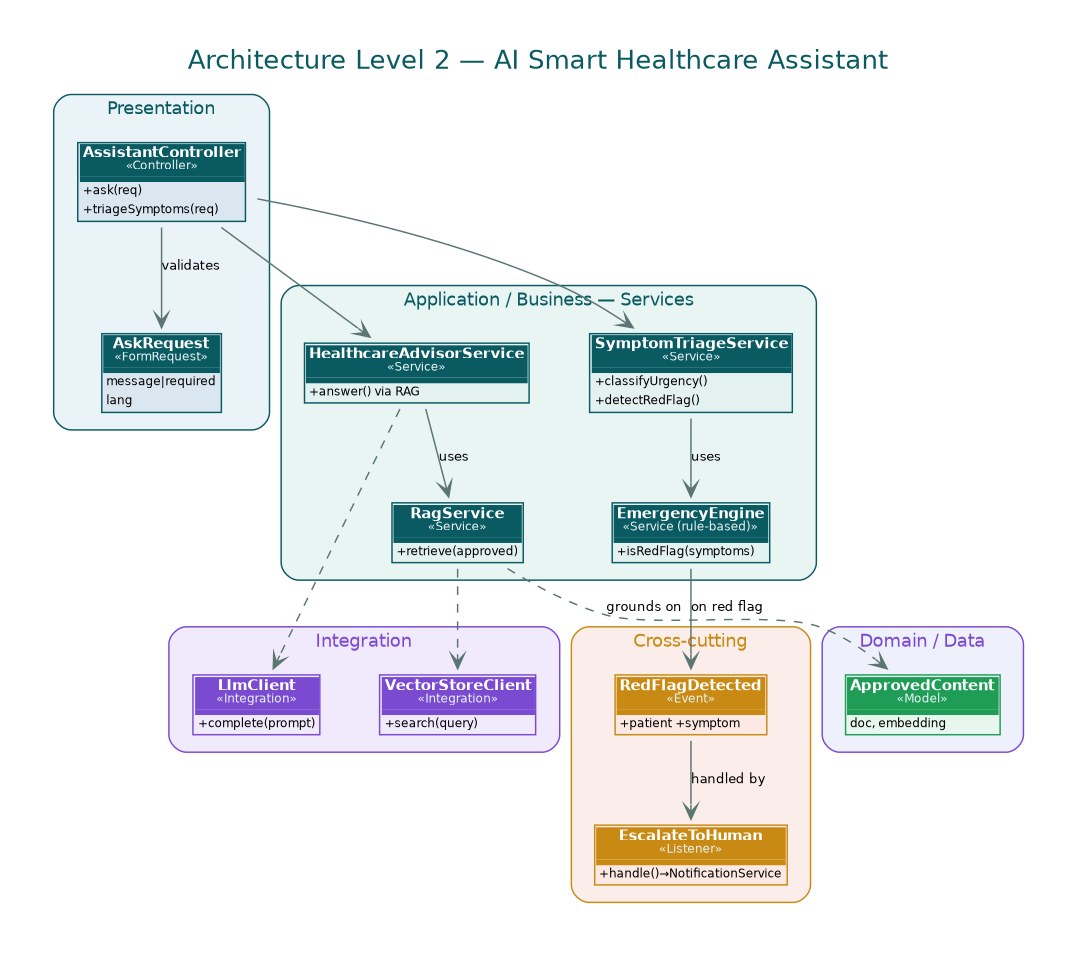 Architecture Level 2 — AI Smart Healthcare Assistant
Presentation
AssistantController
«Controller»
+ask(req)
+triageSymptoms(req)
validates
AskRequest
«FormRequest»
message|required
lang
Application / Business — Services
HealthcareAdvisorService
«Service»
+answer() via RAG
SymptomTriageService
«Service»
+classifyUrgency()
+detectRedFlag()
uses
uses
RagService
«Service»
+retrieve(approved)
EmergencyEngine
«Service (rule-based)»
+isRedFlag(symptoms)
grounds on
on red flag
Integration
LlmClient
«Integration»
+complete(prompt)
VectorStoreClient
«Integration»
+search(query)
Cross-cutting
RedFlagDetected
«Event»
+patient +symptom
handled by
EscalateToHuman
«Listener»
+handle()→NotificationService
Domain / Data
ApprovedContent
«Model»
doc, embedding